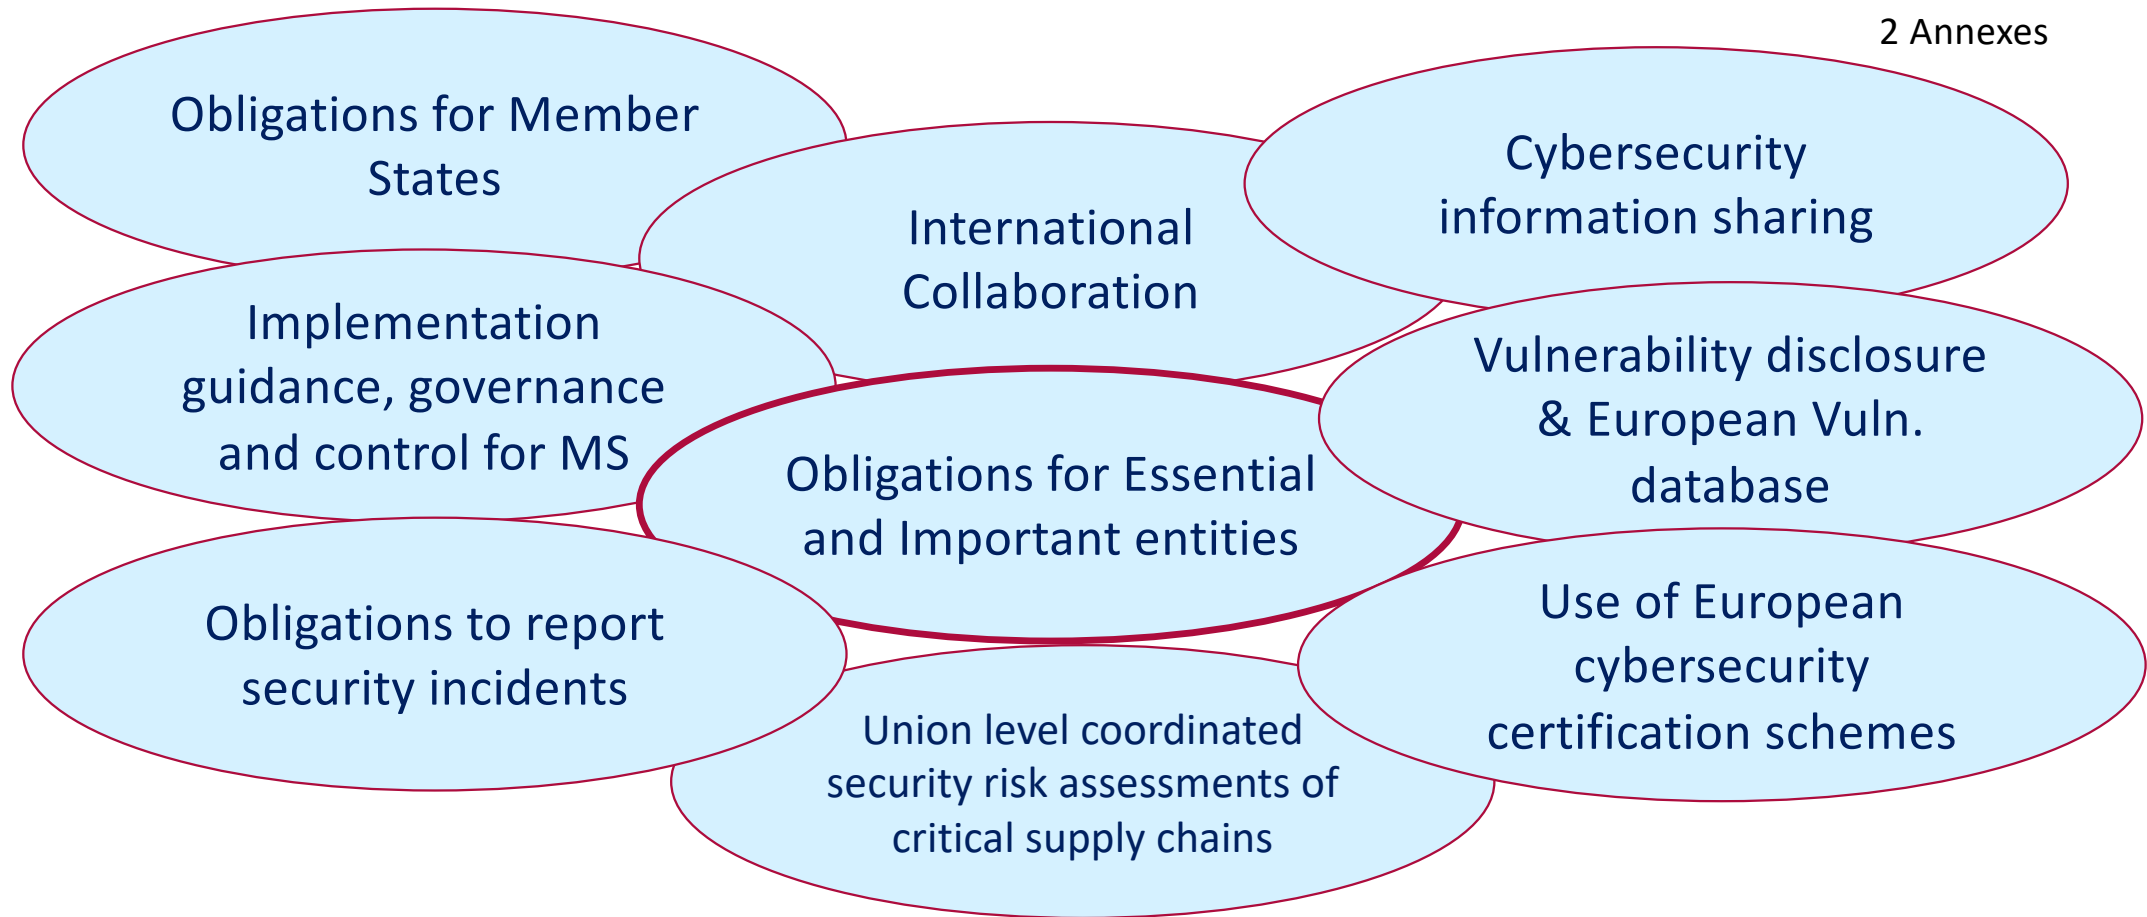 2 Annexes
Obligations for Member
States
International
Collaboration
Cybersecurity
information sharing
Implementation
guidance, governance
and control for MS
Obligations for Essential
and Important entities
Vulnerability disclosure
& European Vuln.
database
Obligations to report
security incidents
Union level coordinated
security risk assessments of
critical supply chains
Use of European
cybersecurity
certification schemes